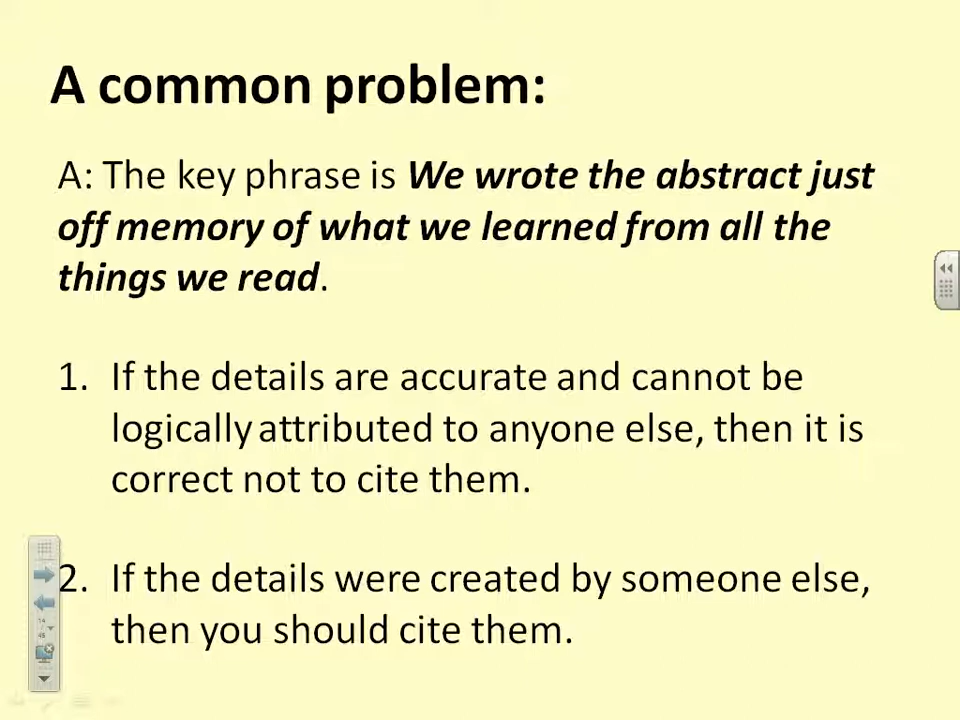 A common problem:
A: The key phrase is We wrote the abstract just
off memory of what we learned from all the
things we read.
1. If the details are accurate and cannot be
logically attributed to anyone else, then it is
correct not to cite them.
2. If the details were created by someone else,
then you should cite them.